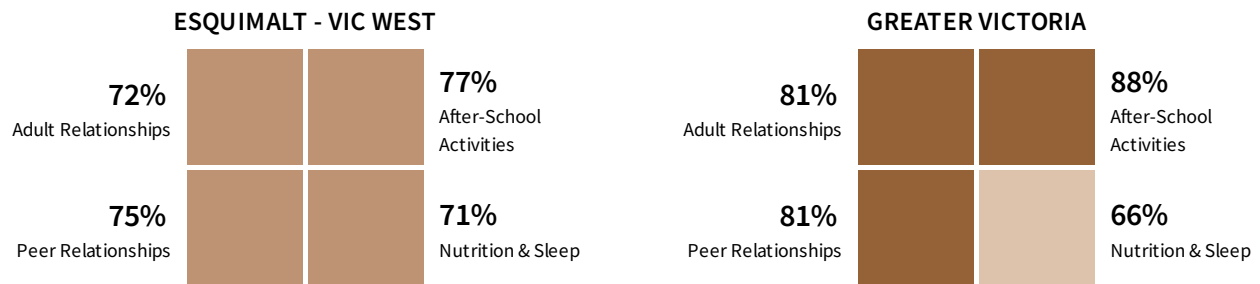 ESQUIMALT - VIC WEST
72%
Adult Relationships
77%
After-School
Activities
75%
Peer Relationships
71%
Nutrition & Sleep
GREATER VICTORIA
81%
Adult Relationships
88%
After-School
Activities
81%
Peer Relationships
66%
Nutrition & Sleep